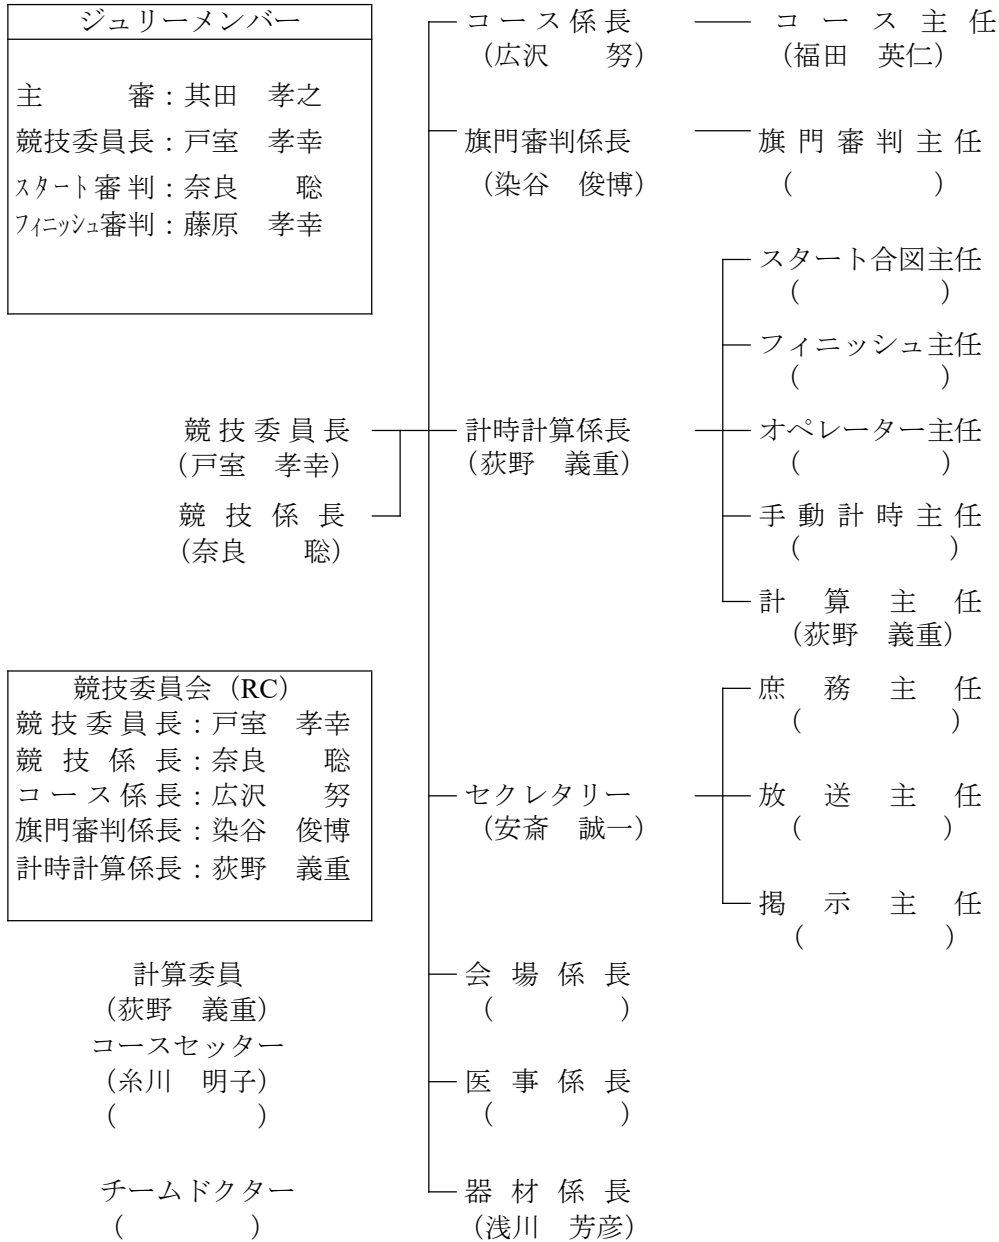 ジュリーメンバー
主　　　審：其田　孝之
競技委員長：戸室　孝幸
スタート審判：奈良　　聡
フィニッシュ審判：藤原　孝幸
コース係長
（広沢　　努）
コース主任
（福田　英仁）
旗門審判係長
（染谷　俊博）
旗門審判主任
（　　　　）
スタート合図主任
（　　　　）
フィニッシュ主任
（　　　　）
競技委員長
（戸室　孝幸）
競技係長
（奈良　　聡）
計時計算係長
（荻野　義重）
オペレーター主任
（　　　　）
手動計時主任
（　　　　）
計算主任
（荻野　義重）
競技委員会（RC）
競技委員長：戸室　孝幸
競技係長：奈良　　聡
コース係長：広沢　　努
旗門審判係長：染谷　俊博
計時計算係長：荻野　義重
セクレタリー
（安斎　誠一）
庶務主任
（　　　　）
放送主任
（　　　　）
掲示主任
（　　　　）
計算委員
（荻野　義重）
コースセッター
（糸川　明子）
（　　　　）
チームドクター
（　　　　）
会場係長
（　　　　）
医事係長
（　　　　）
器材係長
（浅川　芳彦）